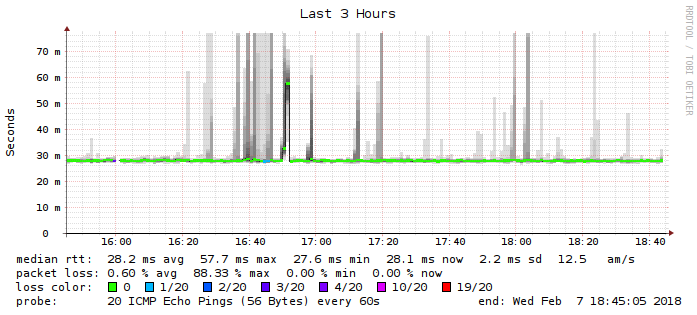 Last 3 Hours
RRDTOOL / TOBI OETIKER
Seconds
70 m
60 m
50 m
40 m
30 m
20 m
10 m
0
16:00 16:20 16:40 17:00 17:20 17:40 18:00 18:20 18:40
median rtt: 28.2 ms avg 57.7 ms max 27.6 ms min 28.1 ms now 2.2 ms sd 12.5 am/s
packet loss: 0.60 % avg 88.33 % max 0.00 % min 0.00 % now
loss color: 0 1/20 2/20 3/20 4/20 10/20 19/20
probe: 20 ICMP Echo Pings (56 Bytes) every 60s end: Wed Feb 7 18:45:05 2018